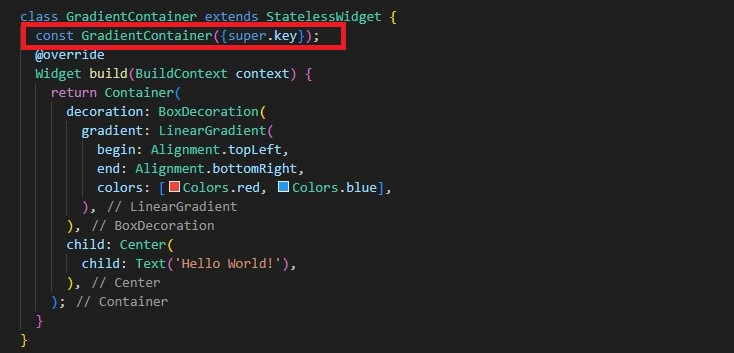 class GradientContainer extends StatelessWidget {
  const GradientContainer({super.key});
  @override
  Widget build(BuildContext context) {
    return Container(
      decoration: BoxDecoration(
        gradient: LinearGradient(
          begin: Alignment.topLeft,
          end: Alignment.bottomRight,
          colors: [Colors.red, Colors.blue],
        ), // LinearGradient
      ), // BoxDecoration
      child: Center(
        child: Text('Hello World!'),
      ), // Center
    ); // Container
  }
}